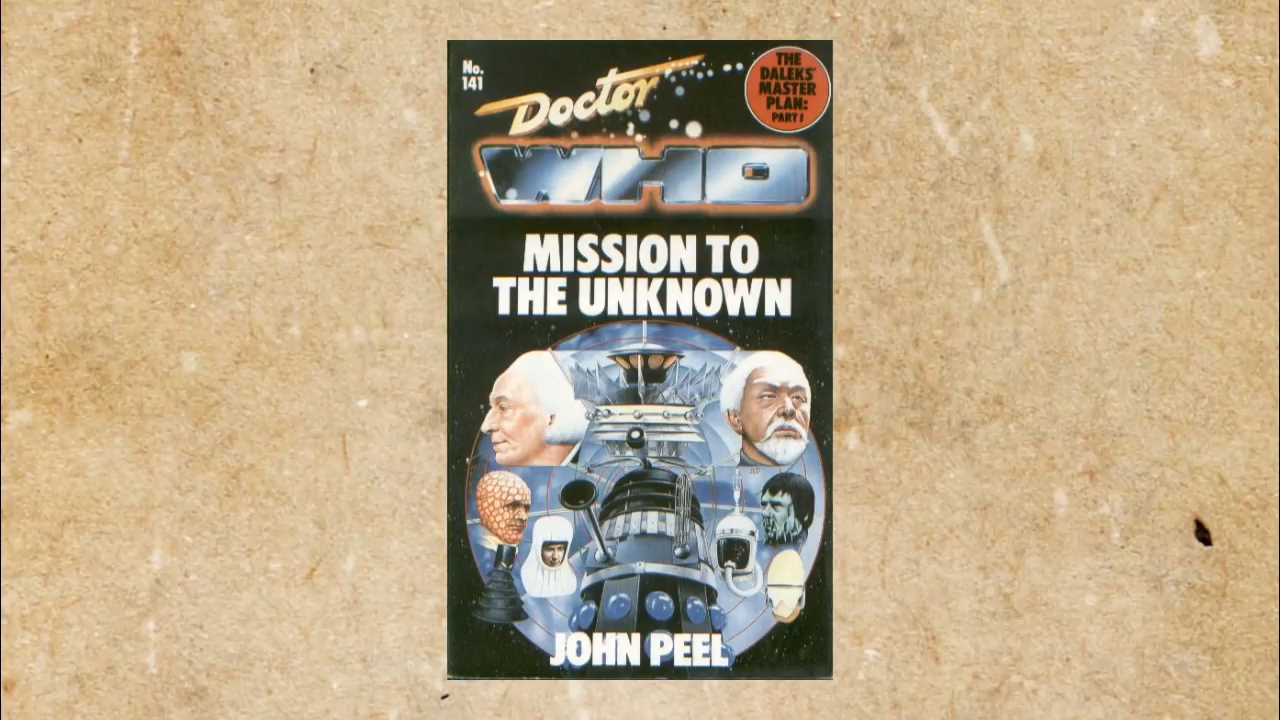 No.
141
Doctor
WHO
THE
DALEKS'
MASTER
PLAN:
PART I
MISSION TO
THE UNKNOWN
JOHN PEEL